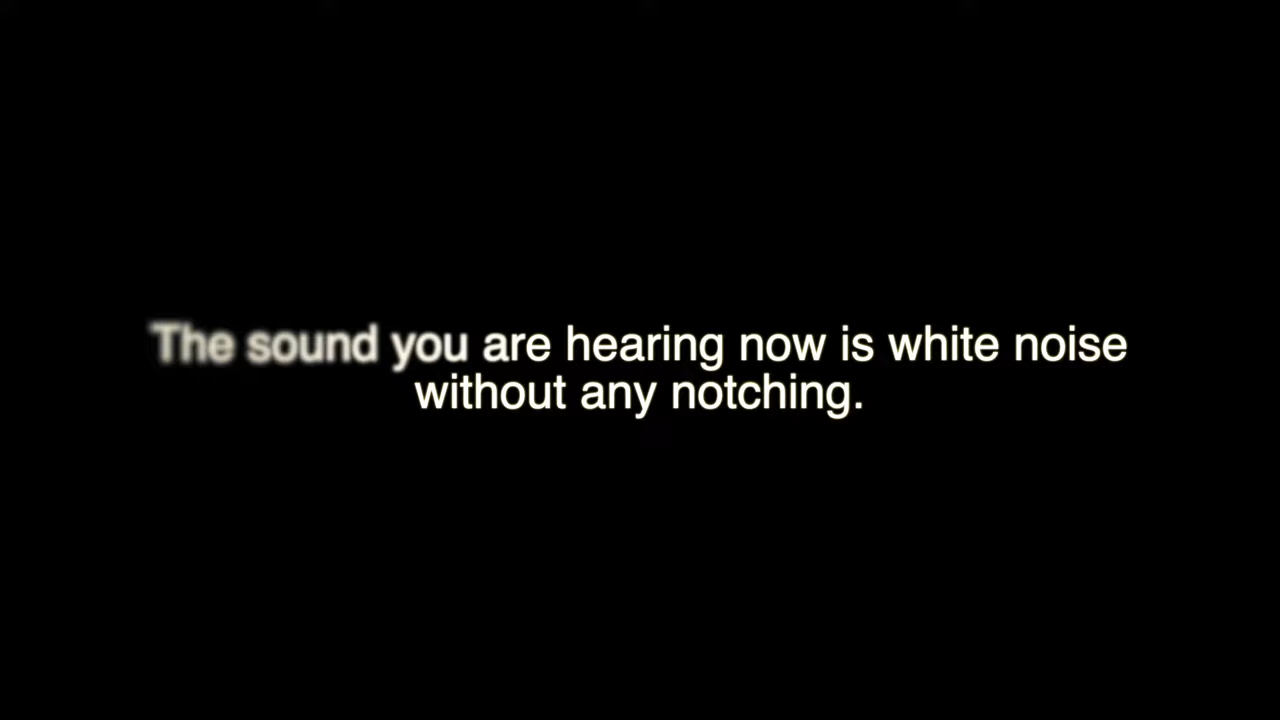 The sound you are hearing now is white noise
without any notching.